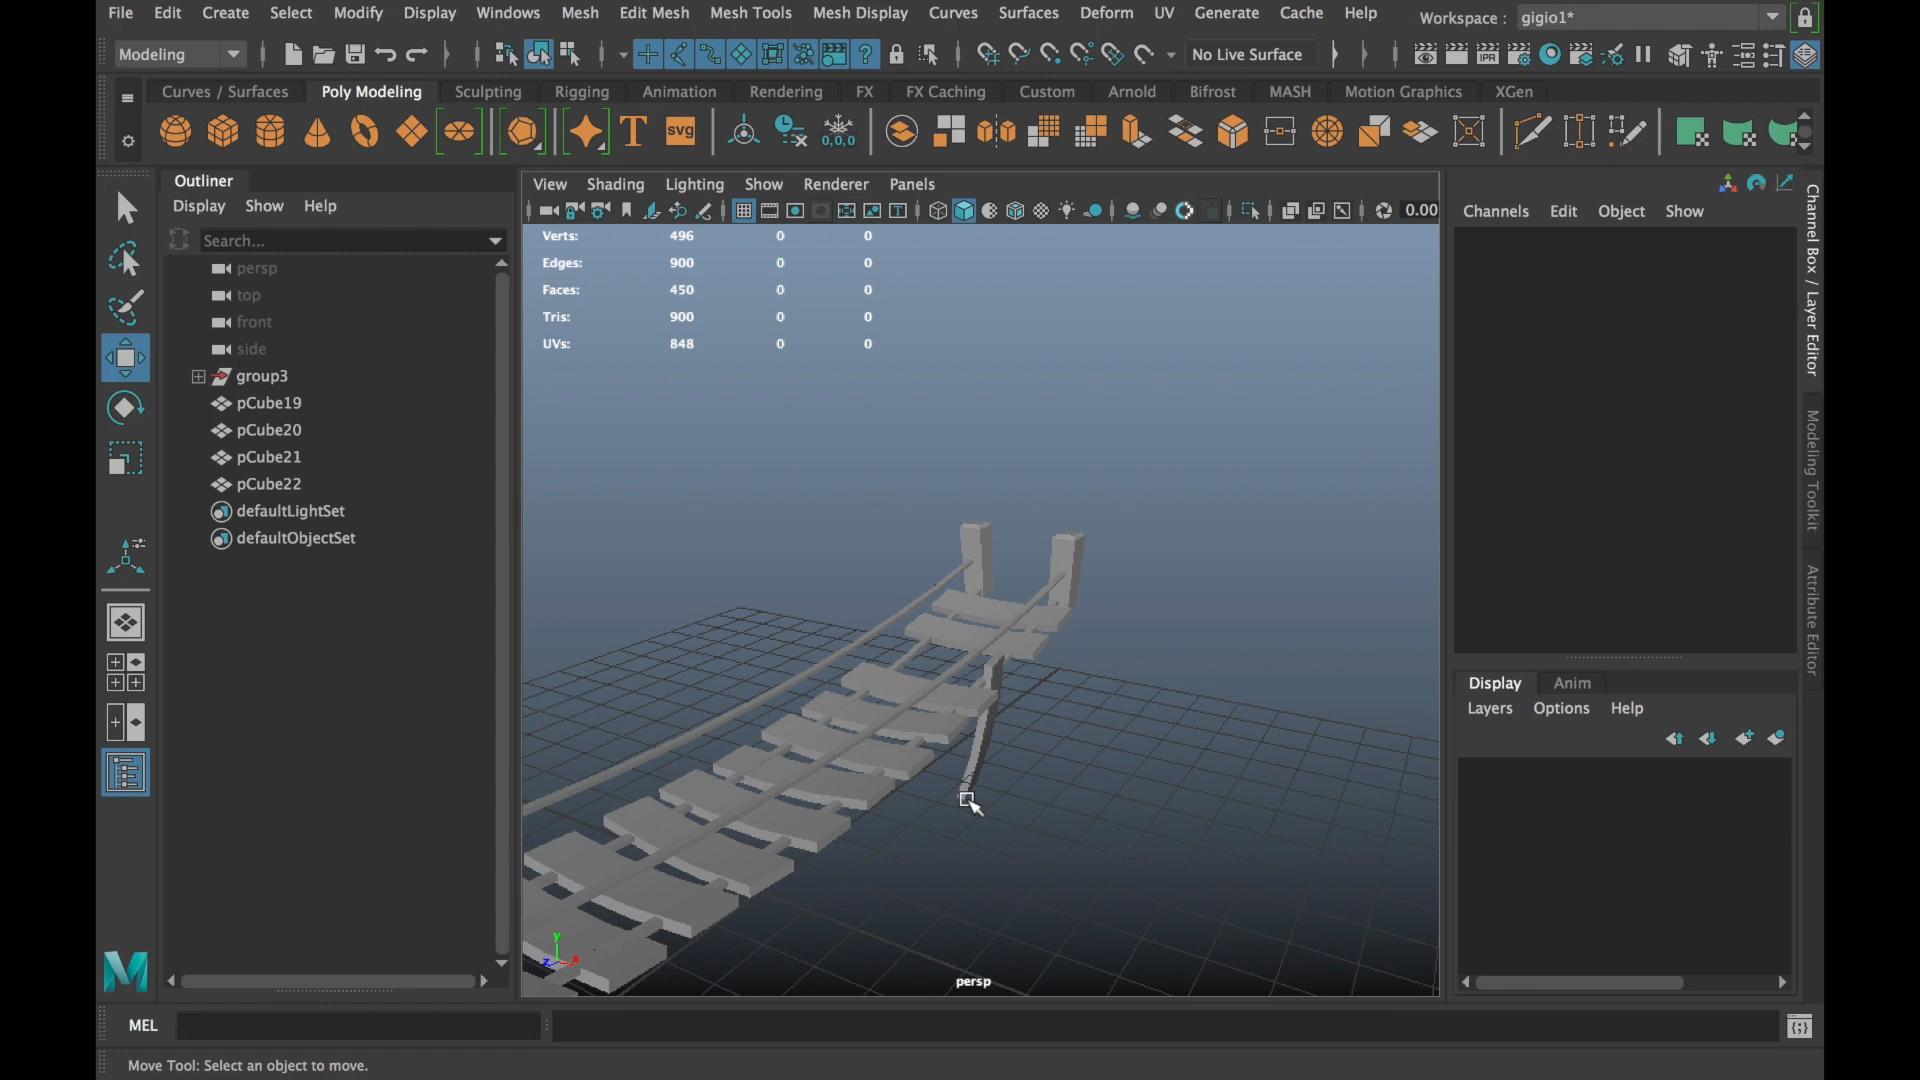 File Edit Create Select Modify Display Windows Mesh Edit Mesh Mesh Tools Mesh Display Curves Surfaces Deform UV Generate Cache Help Workspace : gigio1*
Modeling No Live Surface IPR
Curves / Surfaces Poly Modeling Sculpting Rigging Animation Rendering FX FX Caching Custom Arnold Bifrost MASH Motion Graphics XGen
T svg 0,0,0
Outliner
Display Show Help
Search...
persp
top
front
side
group3
pCube19
pCube20
pCube21
pCube22
defaultLightSet
defaultObjectSet
View Shading Lighting Show Renderer Panels
0.00
Verts: 496 0 0
Edges: 900 0 0
Faces: 450 0 0
Tris: 900 0 0
UVs: 848 0 0
y
z x
persp
Channels Edit Object Show
Channel Box / Layer Editor
Modeling Toolkit
Attribute Editor
Display Anim
Layers Options Help
M
MEL
Move Tool: Select an object to move.